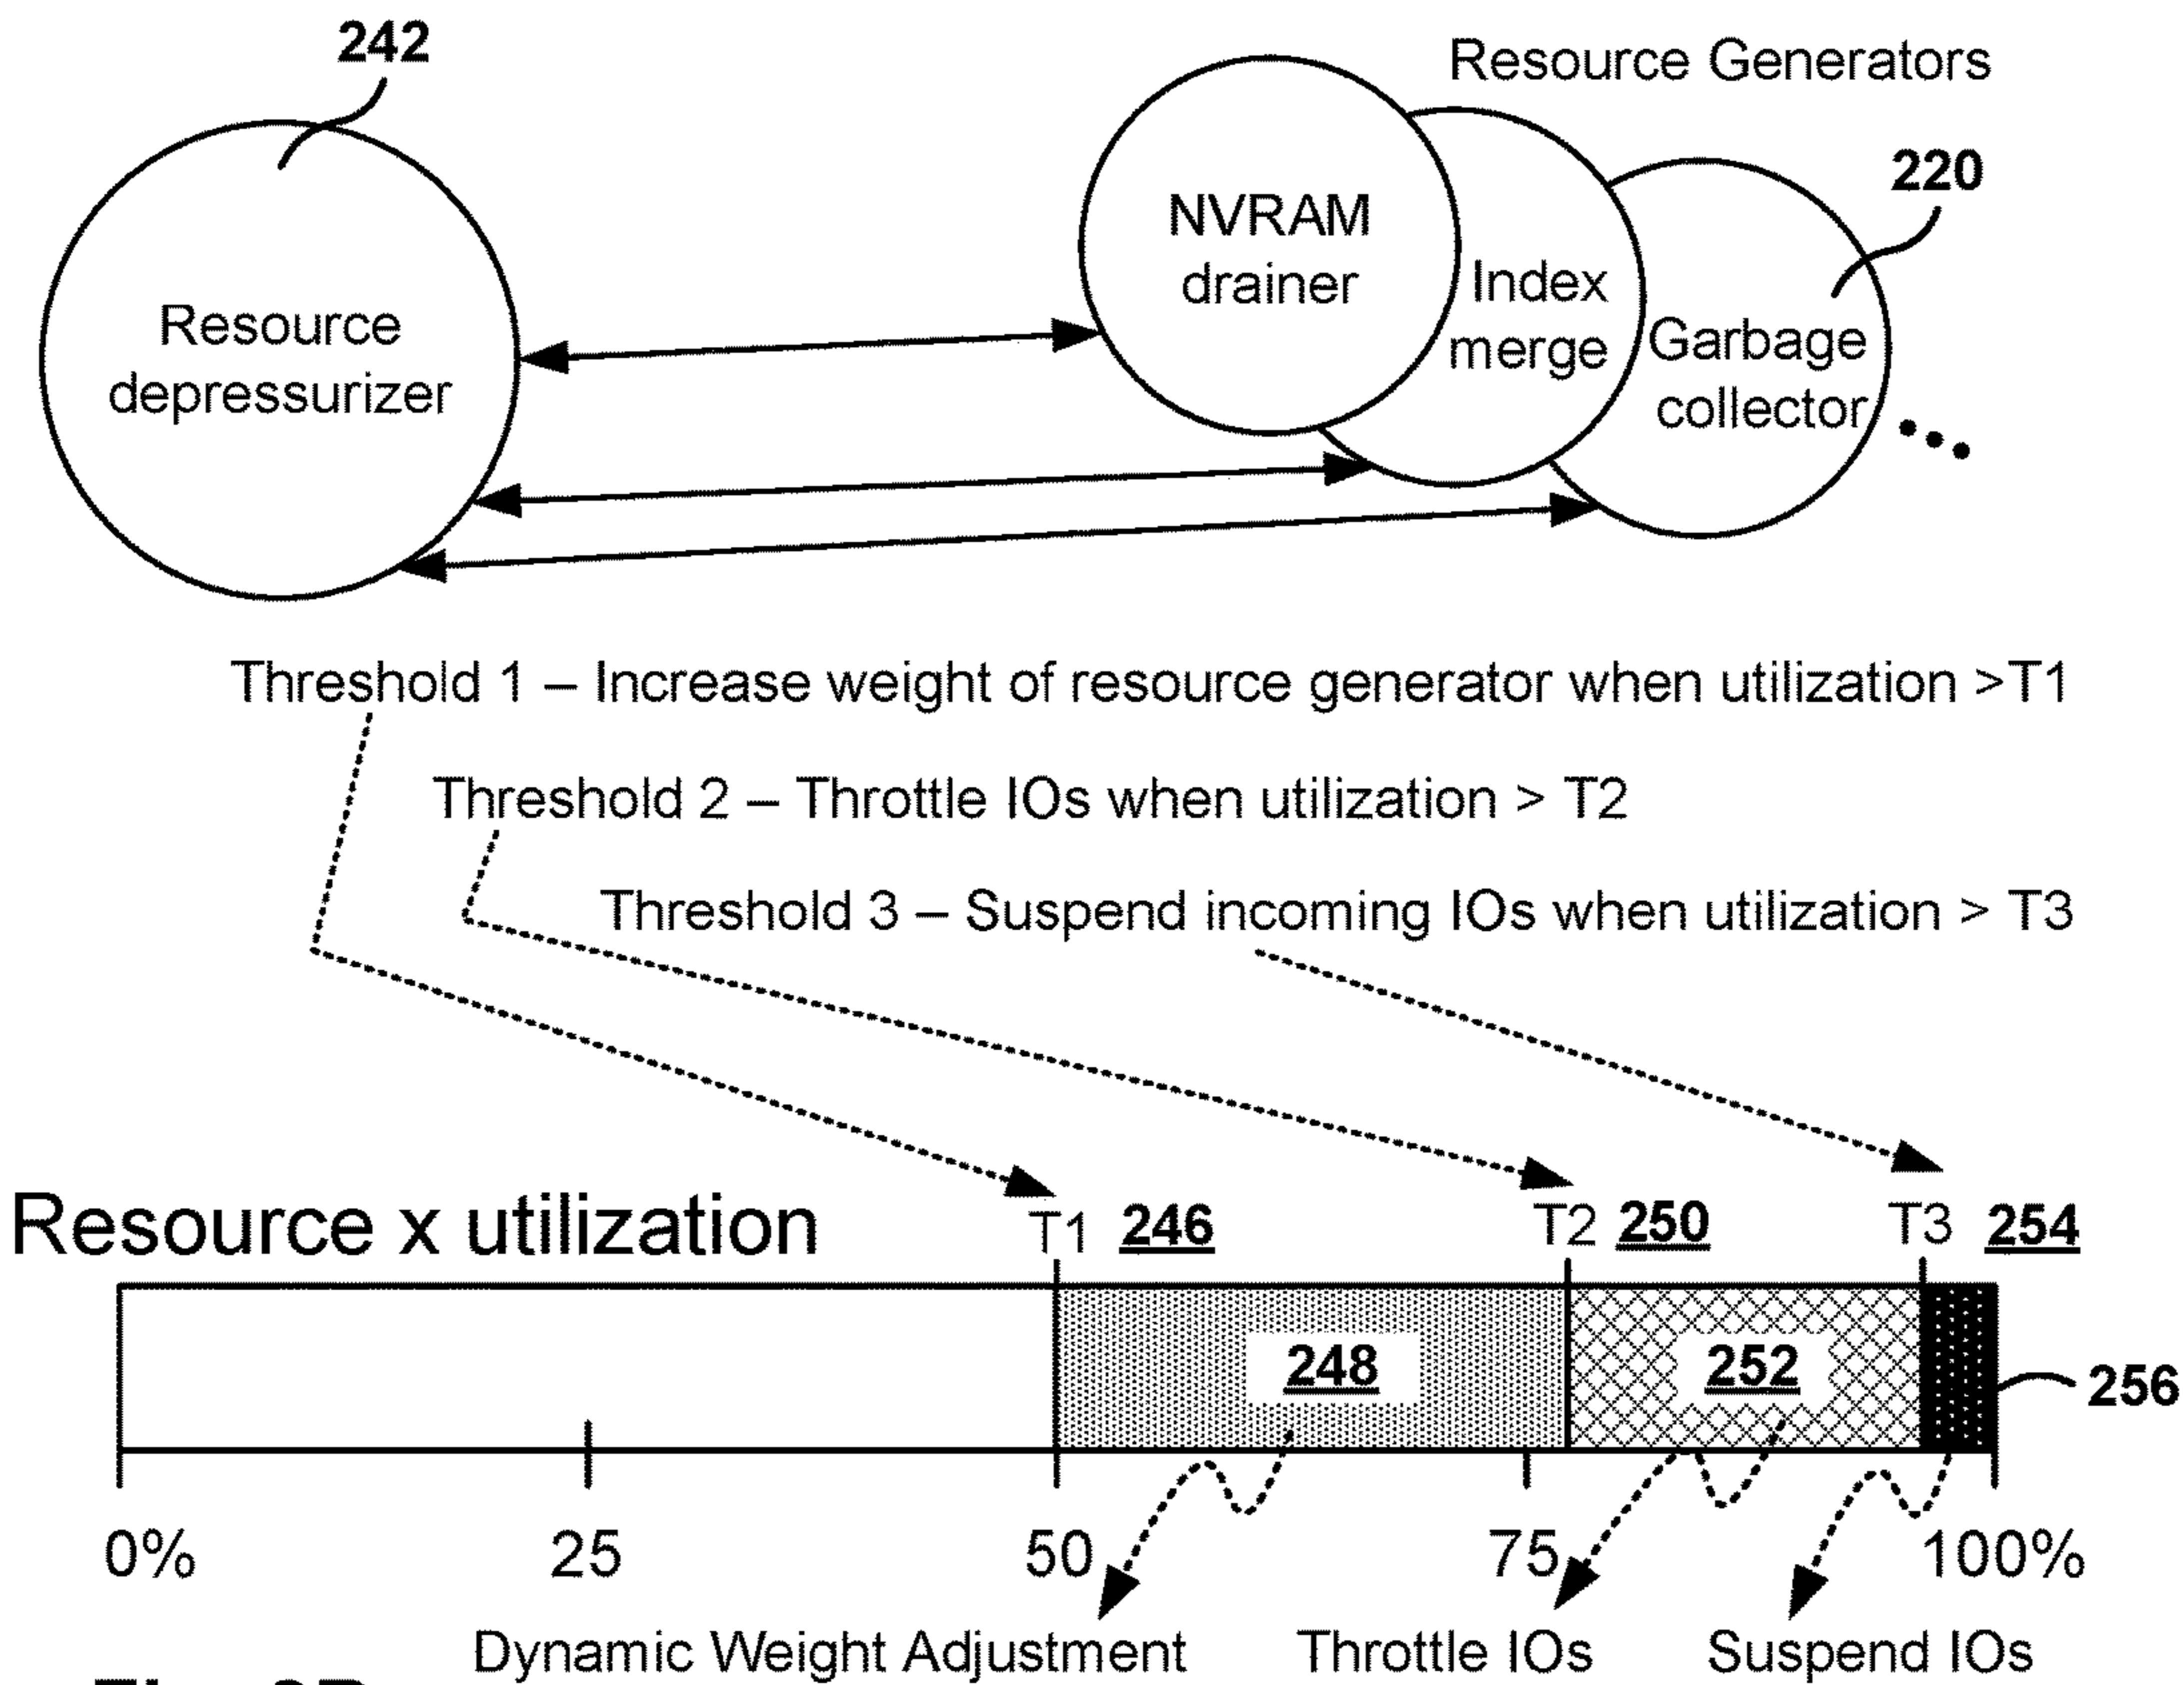 242
Resource Generators
220
NVRAM
drainer
Index
merge
Garbage
collector
Resource
depressurizer
Threshold 1 – Increase weight of resource generator when utilization >T1
Threshold 2 – Throttle IOs when utilization > T2
Threshold 3 – Suspend incoming IOs when utilization > T3
Resource x utilization
T1 246
T2 250
T3 254
248
252
256
0%
25
50
75
100%
Dynamic Weight Adjustment
Throttle IOs
Suspend IOs